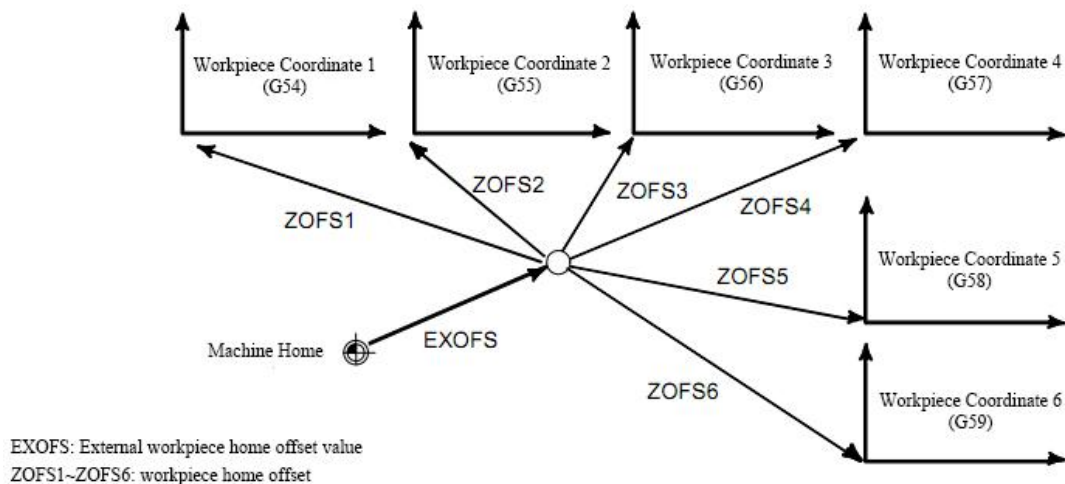 Workpiece Coordinate 1
(G54)
Workpiece Coordinate 2
(G55)
Workpiece Coordinate 3
(G56)
Workpiece Coordinate 4
(G57)
ZOFS1
ZOFS2
ZOFS3
ZOFS4
Workpiece Coordinate 5
(G58)
ZOFS5
Machine Home
EXOFS
ZOFS6
Workpiece Coordinate 6
(G59)
EXOFS: External workpiece home offset value
ZOFS1~ZOFS6: workpiece home offset